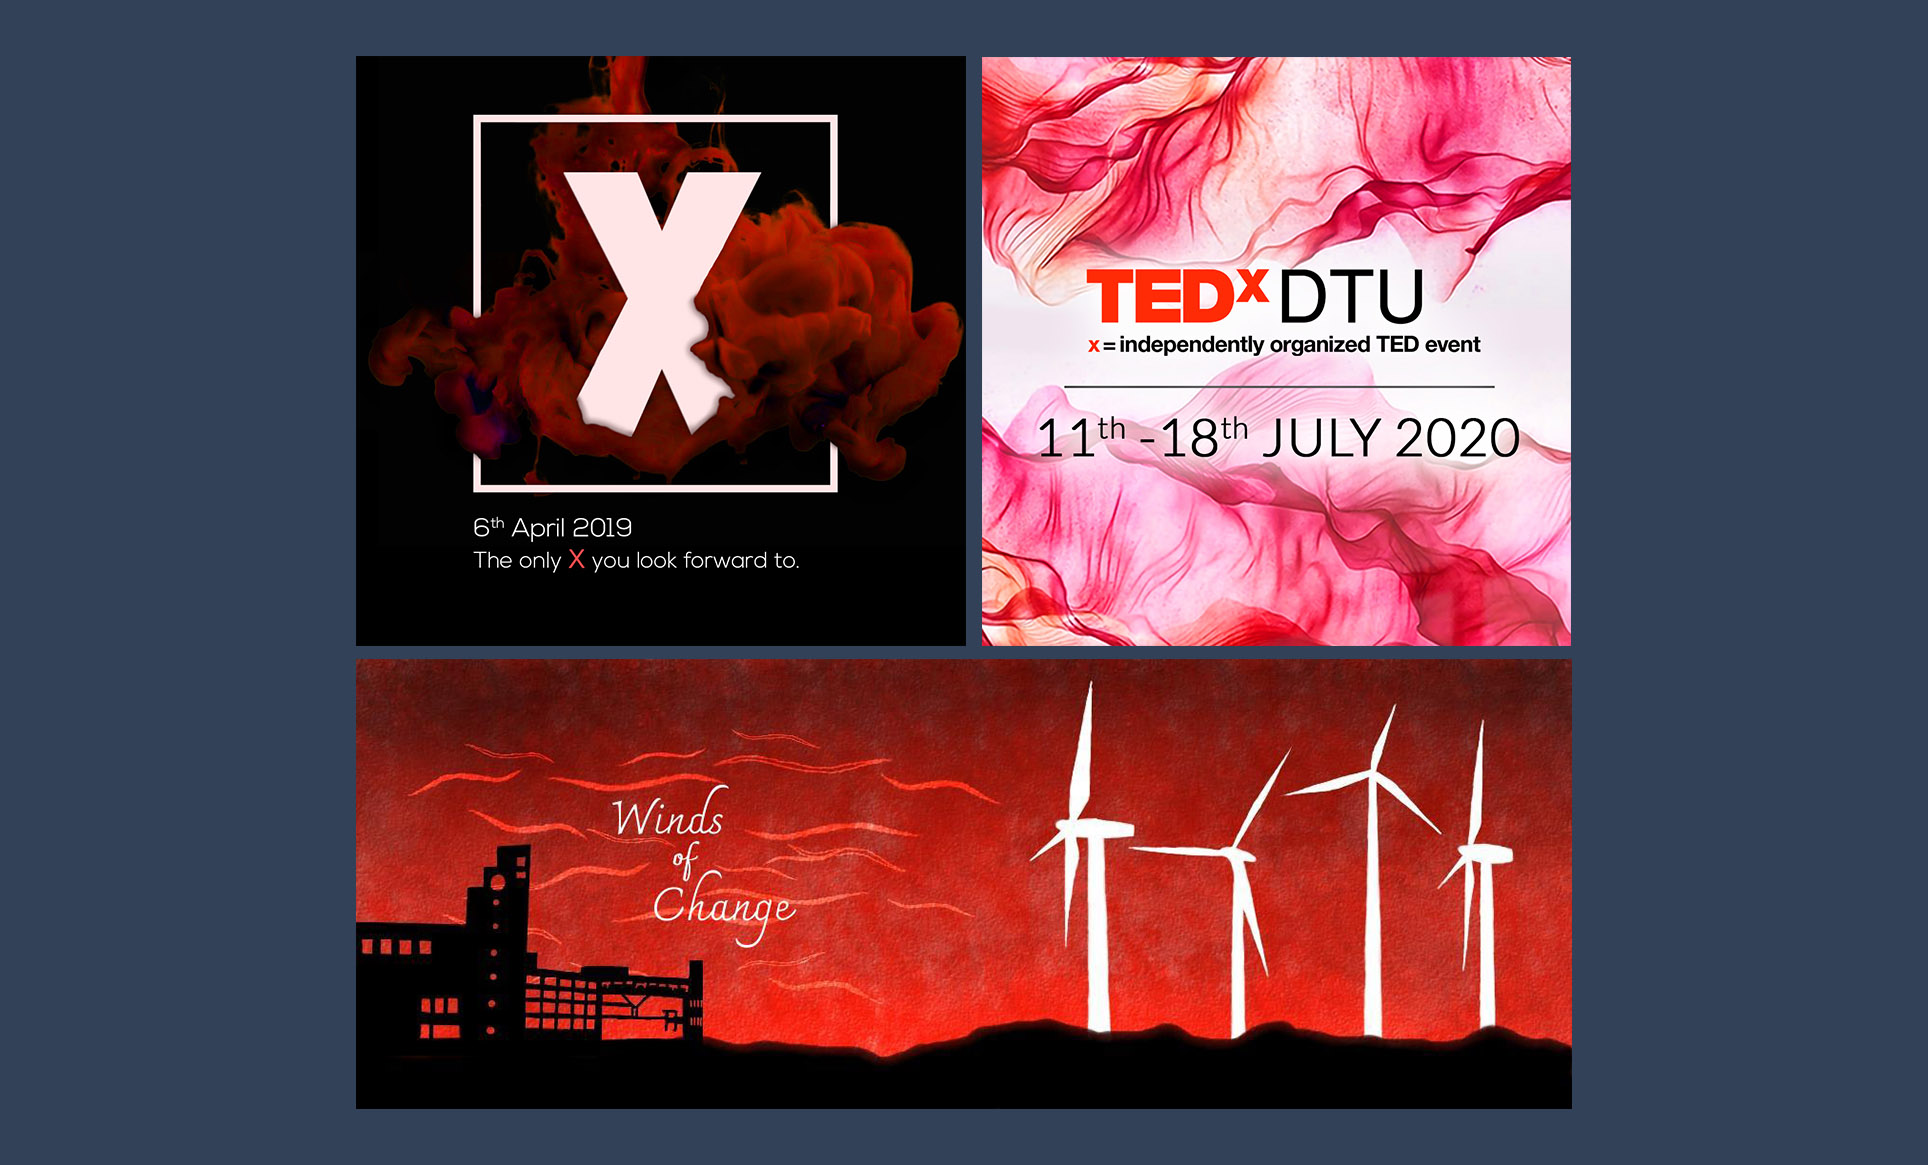 X
6th April 2019
The only X you look forward to.
TEDx DTU
x = independently organized TED event
11th -18th JULY 2020
Winds
of
Change